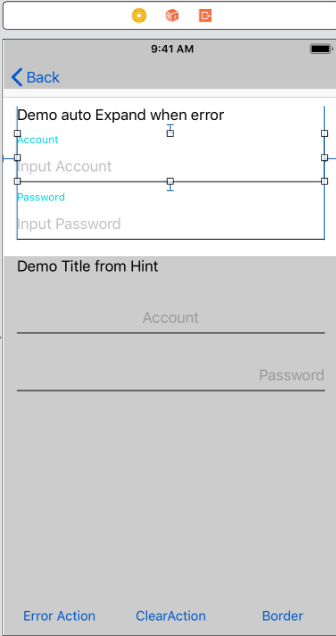 9:41 AM
Back
Demo auto Expand when error
Account
Input Account
Password
Input Password
Demo Title from Hint
Account
Password
Error Action ClearAction Border